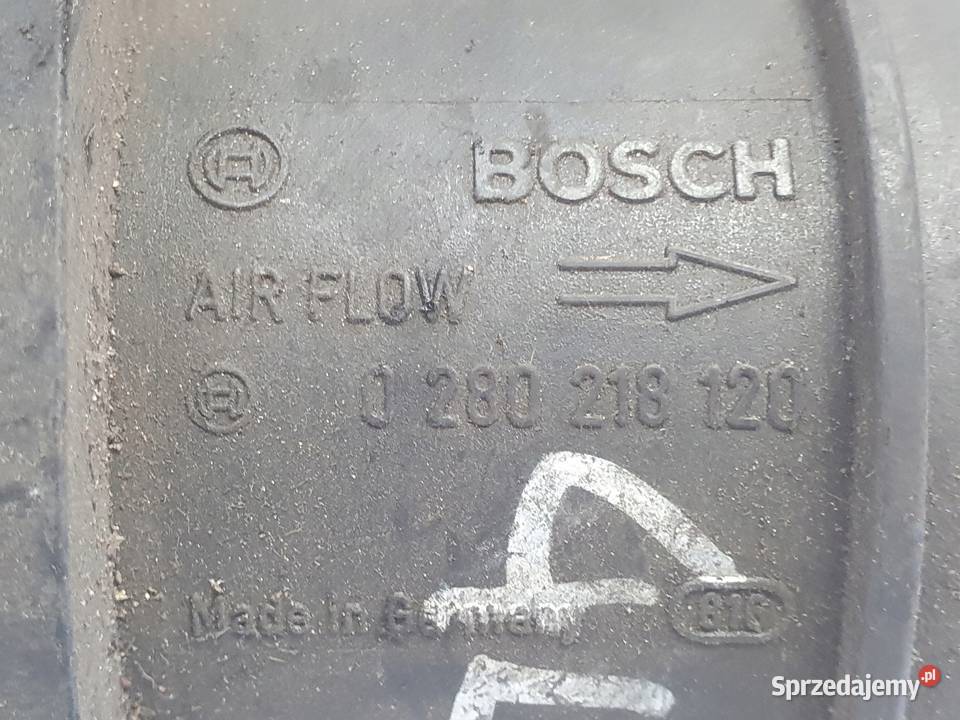 BOSCH
AIR FLOW
0 280 218 120
Made in Germany
Sprzedajemy.pl